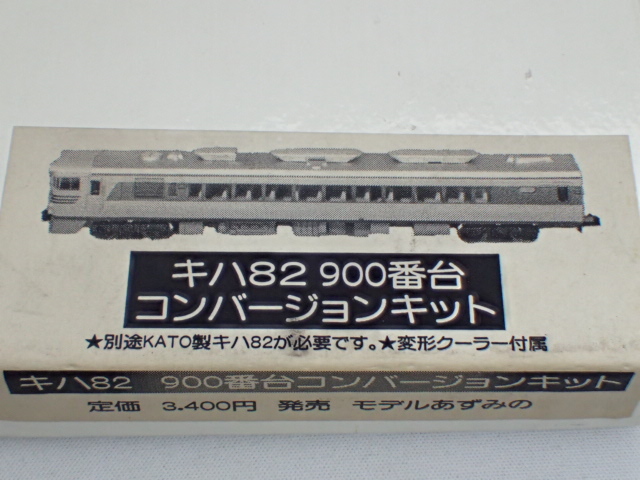 キハ82 900番台
コンバージョンキット
★別途KATO製キハ82が必要です。★変形クーラー付属
キハ82 900番台コンバージョンキット
定価 3.400円 発売 モデルあずみの